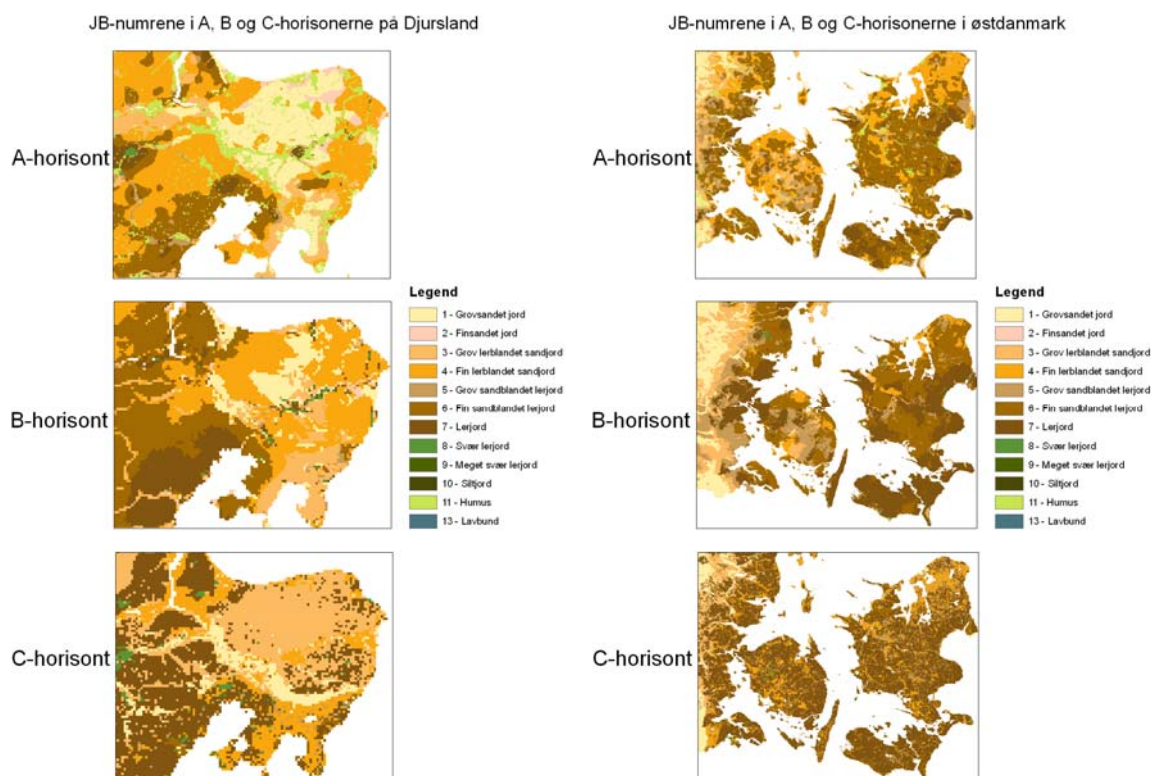 JB-numrene i A, B og C-horisonerne på Djursland
A-horisont
B-horisont
C-horisont
Legend
1 - Grovsandet jord
2 - Finsandet jord
3 - Grov lerblandet sandjord
4 - Fin lerblandet sandjord
5 - Grov sandblandet lerjord
6 - Fin sandblandet lerjord
7 - Lerjord
8 - Svær lerjord
9 - Meget svær lerjord
10 - Siltjord
11 - Humus
13 - Lavbund
JB-numrene i A, B og C-horisonerne i østdanmark
A-horisont
B-horisont
C-horisont
Legend
1 - Grovsandet jord
2 - Finsandet jord
3 - Grov lerblandet sandjord
4 - Fin lerblandet sandjord
5 - Grov sandblandet lerjord
6 - Fin sandblandet lerjord
7 - Lerjord
8 - Svær lerjord
9 - Meget svær lerjord
10 - Siltjord
11 - Humus
13 - Lavbund